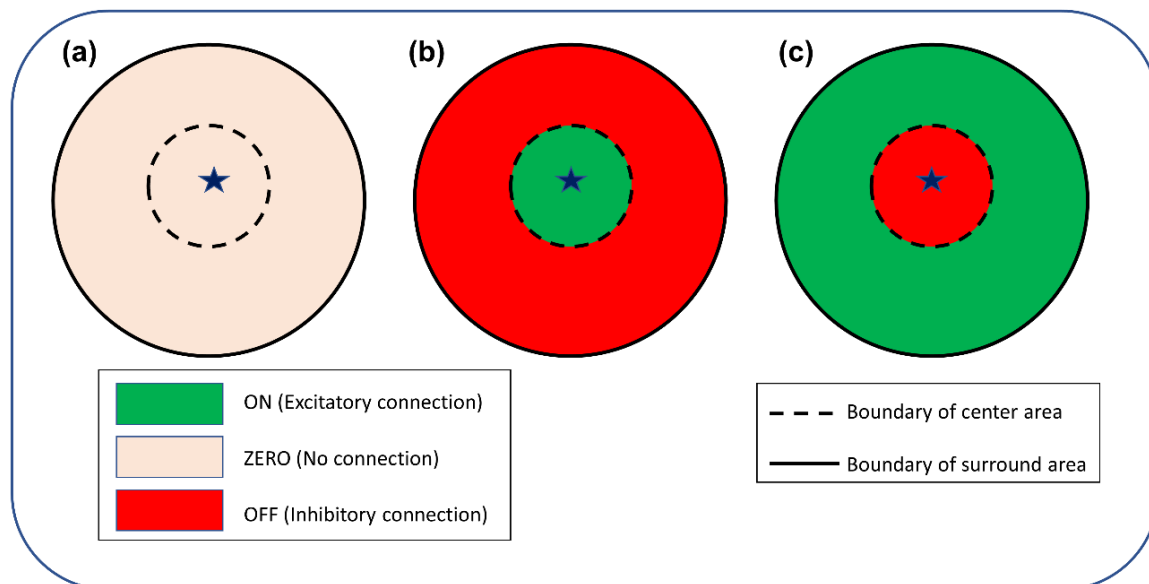 (a)
(b)
(c)
ON (Excitatory connection)
ZERO (No connection)
OFF (Inhibitory connection)
Boundary of center area
Boundary of surround area